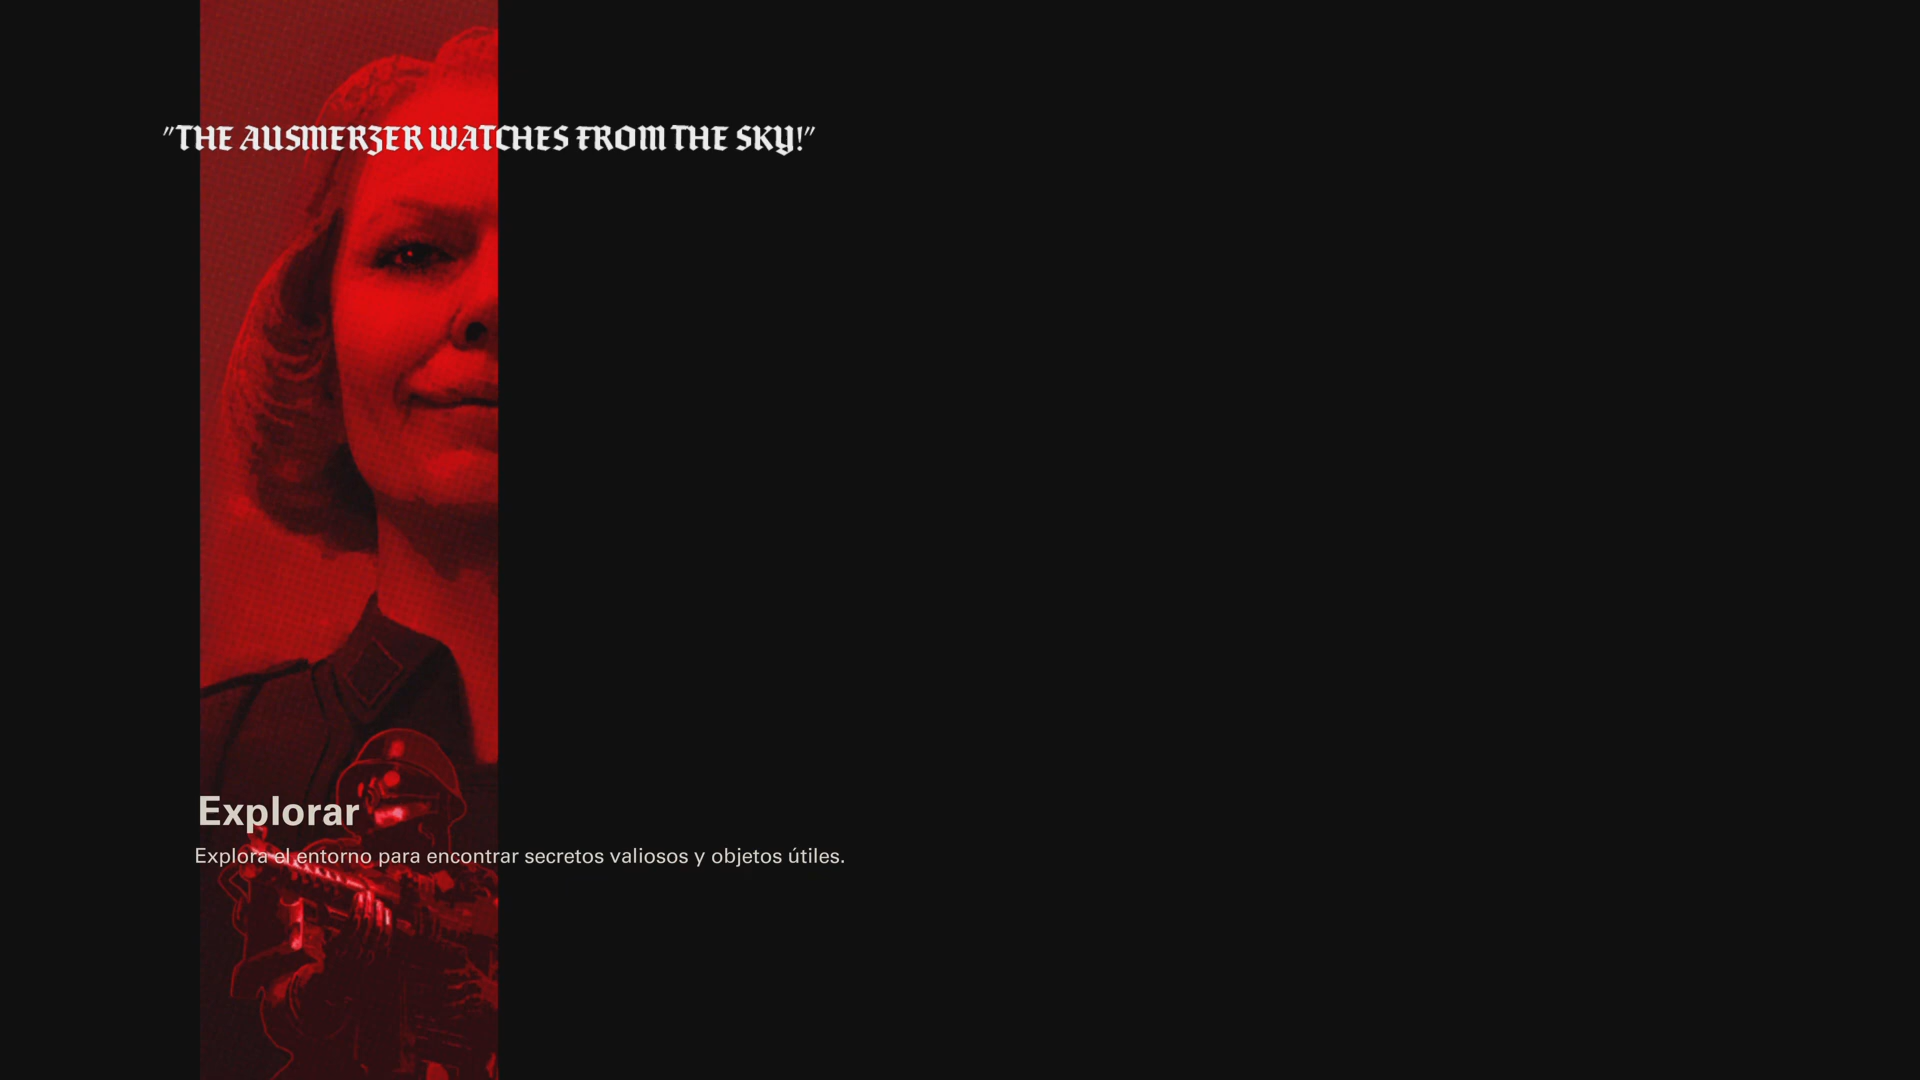 "THE AUSMERZER WATCHES FROM THE SKY!"
Explorar
Explora el entorno para encontrar secretos valiosos y objetos útiles.